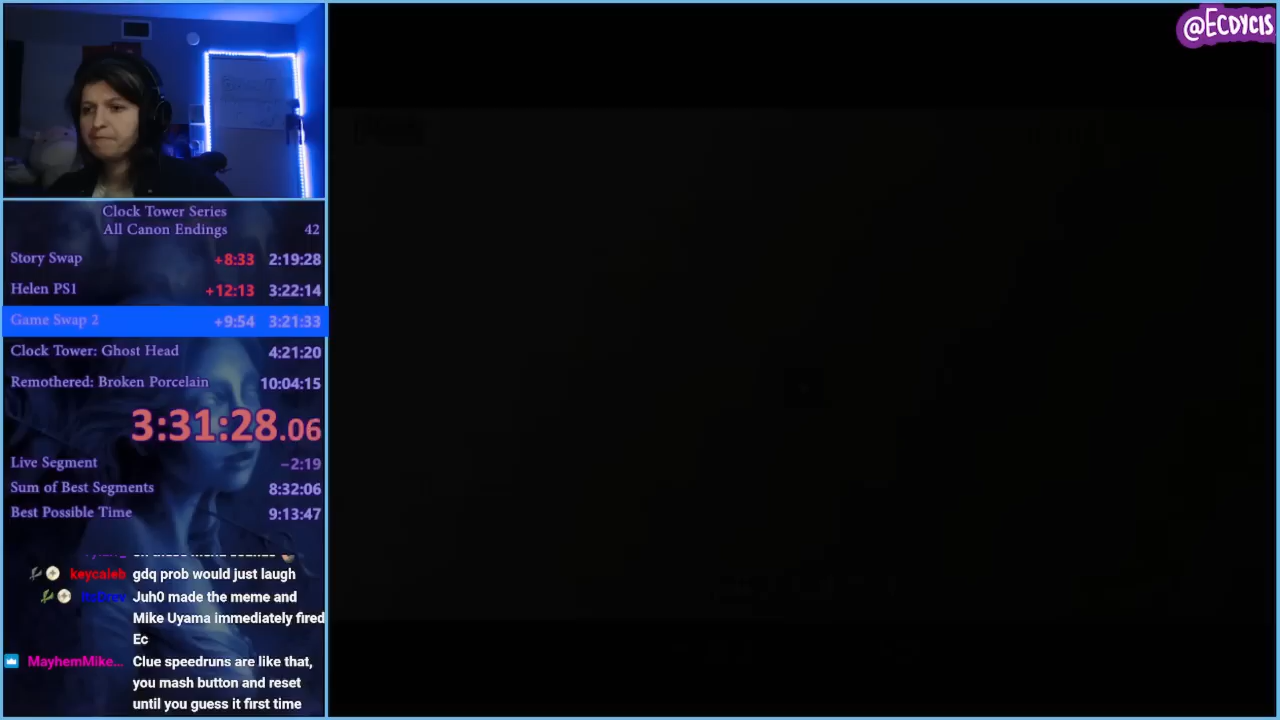 @ECDYCIS
Clock Tower Series
All Canon Endings 42
Story Swap +8:33 2:19:28
Helen PS1 +12:13 3:22:14
Game Swap 2 +9:54 3:21:33
Clock Tower: Ghost Head 4:21:20
Remothered: Broken Porcelain 10:04:15
3:31:28.06
Live Segment −2:19
Sum of Best Segments 8:32:06
Best Possible Time 9:13:47
keycaleb gdq prob would just laugh
Juh0 made the meme and
Mike Uyama immediately fired
Ec
MayhemMike... Clue speedruns are like that,
you mash button and reset
until you guess it first time